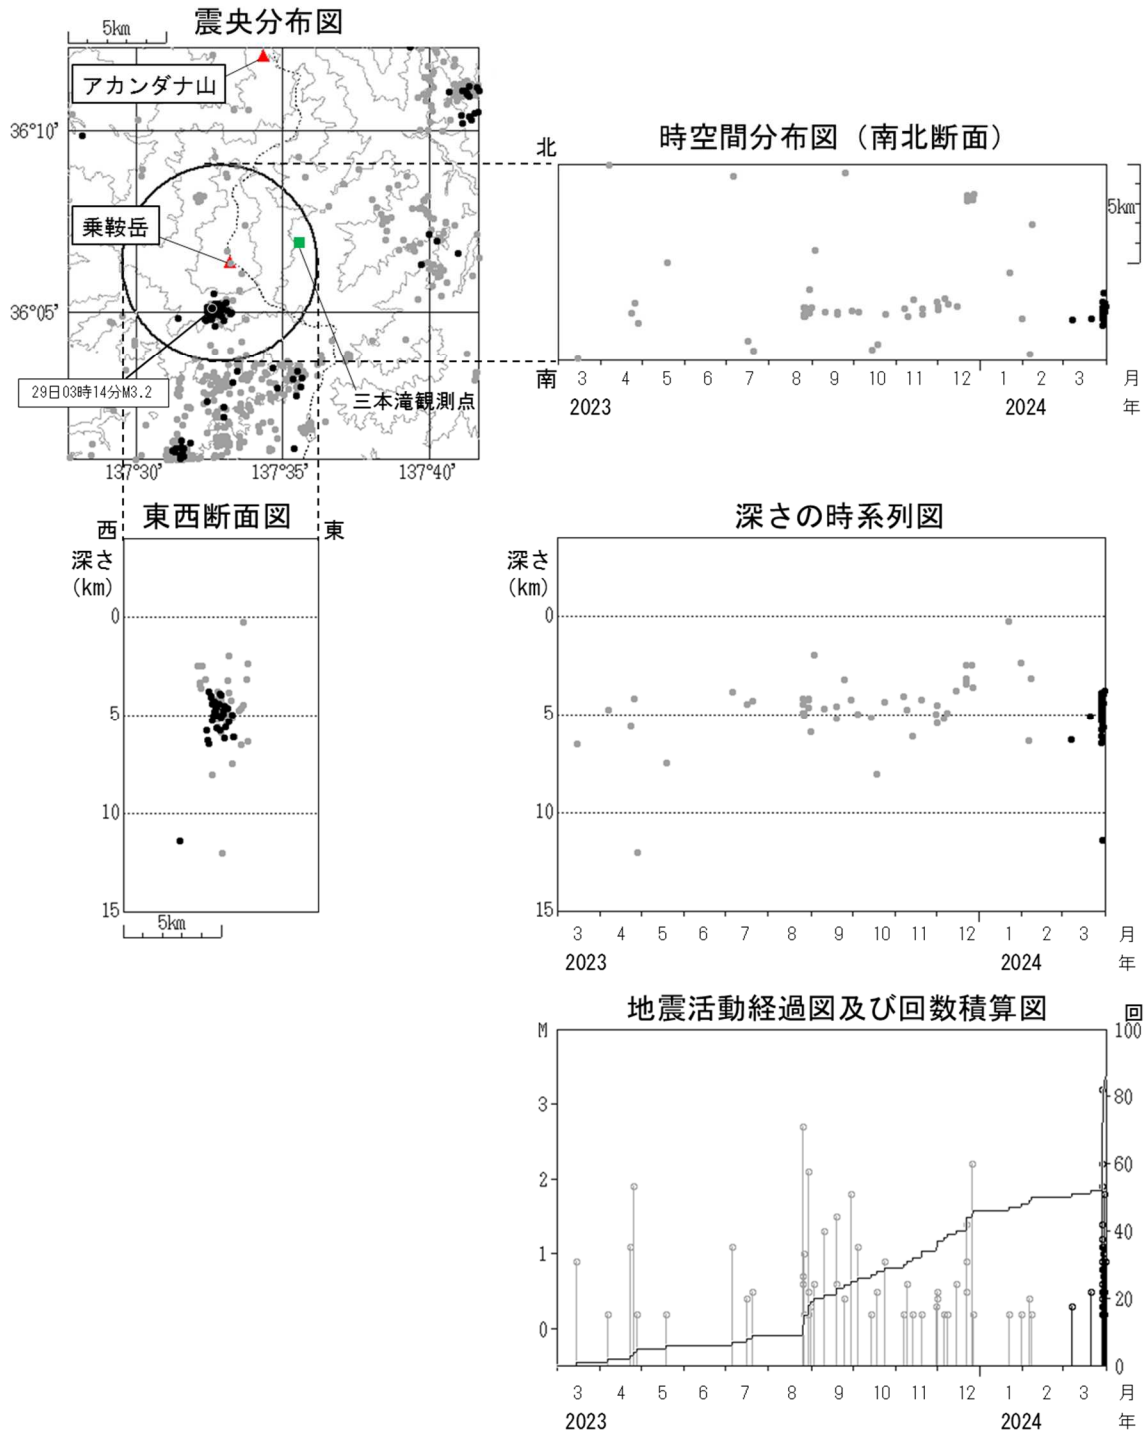 震央分布図
5km
アカンダナ山
乗鞍岳
36°10′
36°05′
29日03時14分M3.2
三本滝観測点
137°30′ 137°35′ 137°40′
時空間分布図（南北断面）
北
南
5km
3 4 5 6 7 8 9 10 11 12 1 2 3 月
2023 2024 年
東西断面図
西 東
深さ
(km)
0
5
10
15
5km
深さの時系列図
深さ
(km)
0
5
10
15
3 4 5 6 7 8 9 10 11 12 1 2 3 月
2023 2024 年
地震活動経過図及び回数積算図
M 回
3
2
1
0
100
80
60
40
20
0
3 4 5 6 7 8 9 10 11 12 1 2 3 月
2023 2024 年